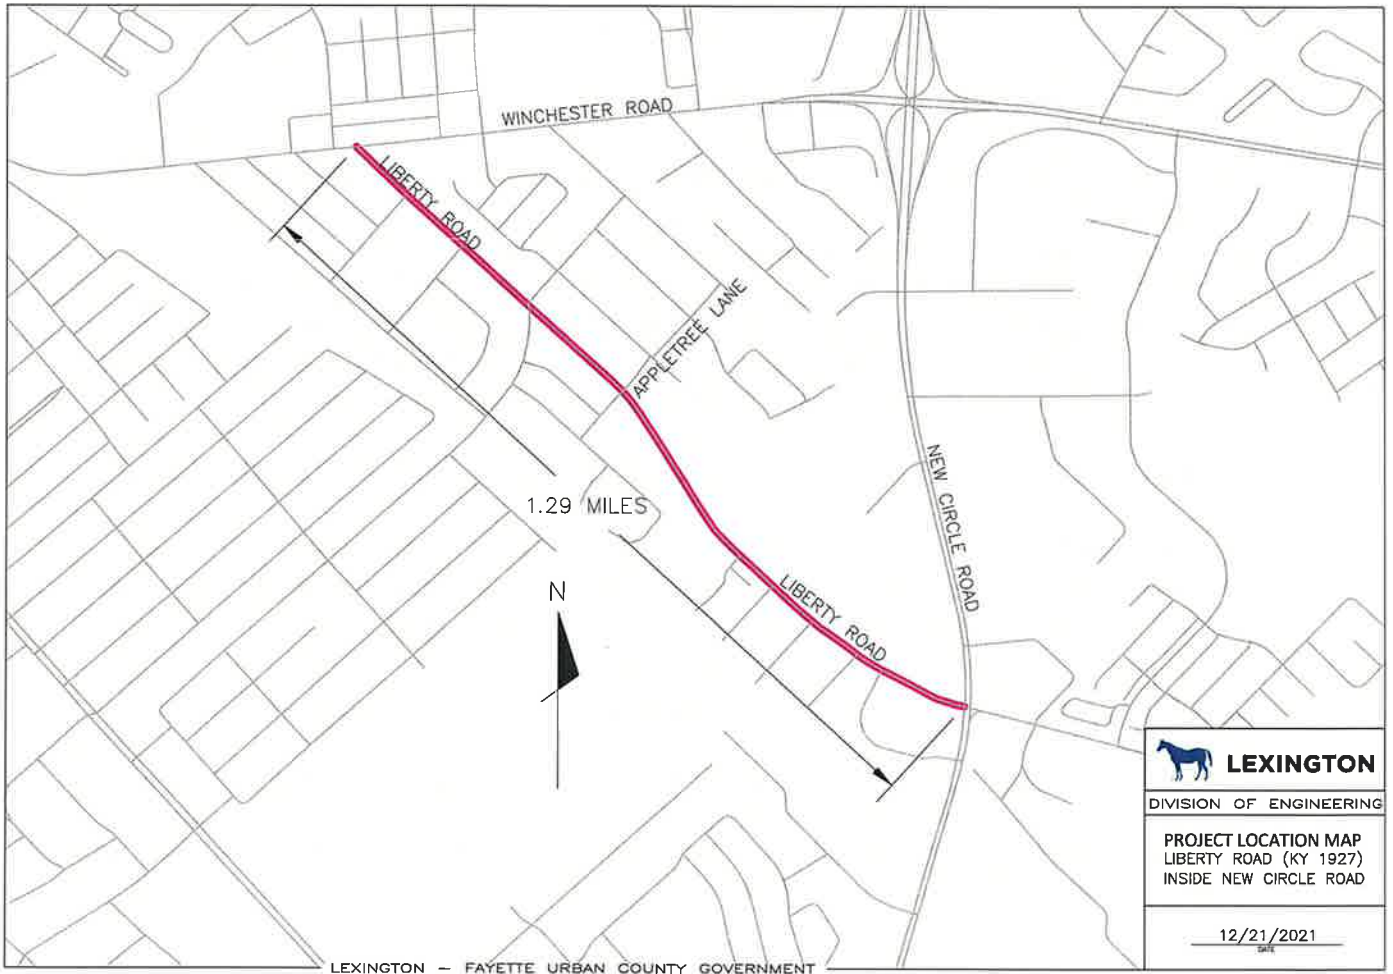 WINCHESTER ROAD
LIBERTY ROAD
APPLETREE LANE
NEW CIRCLE ROAD
1.29 MILES
LIBERTY ROAD
N
LEXINGTON
DIVISION OF ENGINEERING
PROJECT LOCATION MAP
LIBERTY ROAD (KY 1927)
INSIDE NEW CIRCLE ROAD
12/21/2021
DATE
LEXINGTON – FAYETTE URBAN COUNTY GOVERNMENT